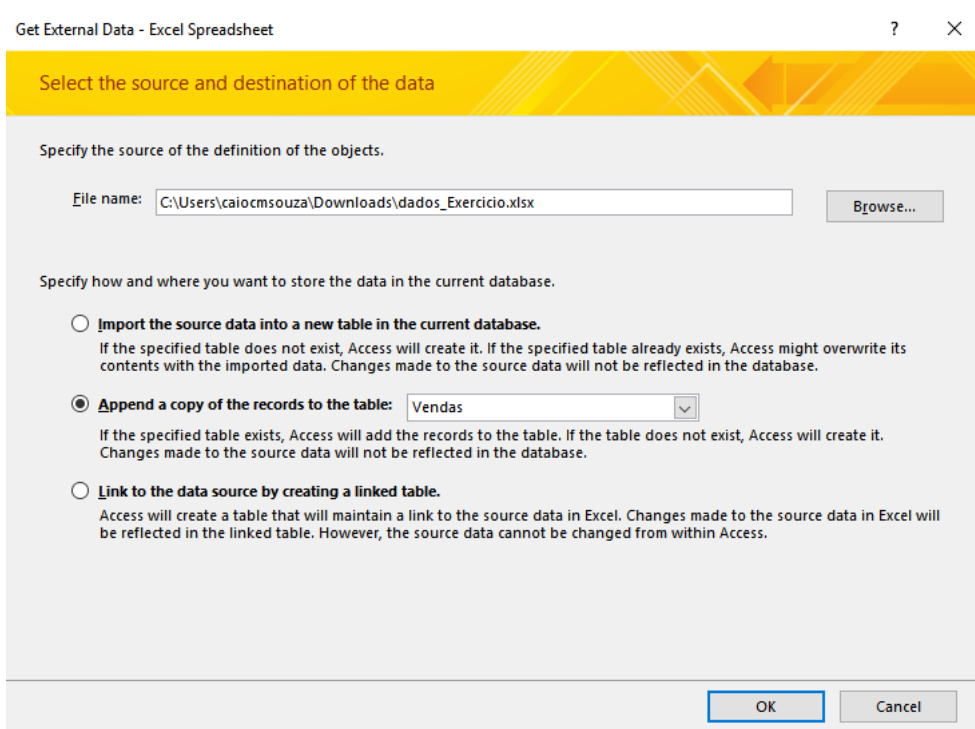 Get External Data - Excel Spreadsheet
?
Select the source and destination of the data
Specify the source of the definition of the objects.
File name: C:\Users\caiocmsouza\Downloads\dados_Exercicio.xlsx Browse...
Specify how and where you want to store the data in the current database.
Import the source data into a new table in the current database.
If the specified table does not exist, Access will create it. If the specified table already exists, Access might overwrite its
contents with the imported data. Changes made to the source data will not be reflected in the database.
Append a copy of the records to the table: Vendas
If the specified table exists, Access will add the records to the table. If the table does not exist, Access will create it.
Changes made to the source data will not be reflected in the database.
Link to the data source by creating a linked table.
Access will create a table that will maintain a link to the source data in Excel. Changes made to the source data in Excel will
be reflected in the linked table. However, the source data cannot be changed from within Access.
OK Cancel